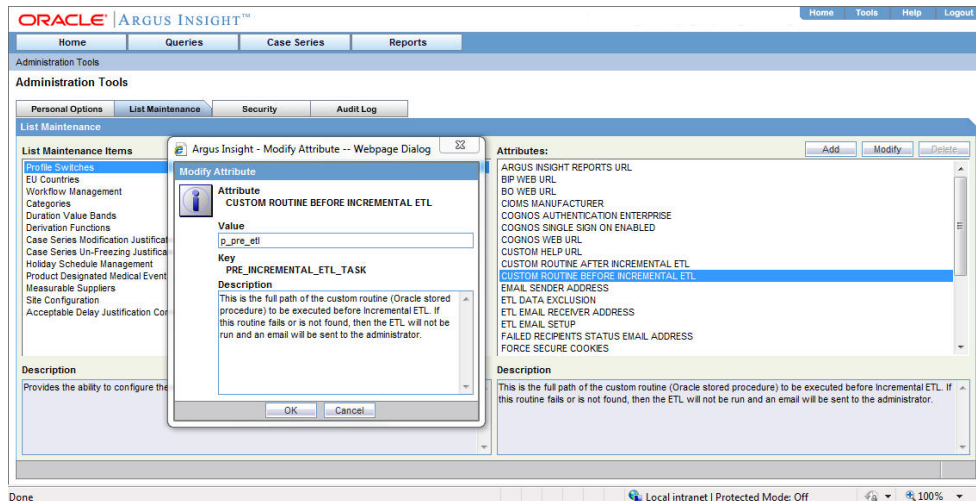 Home Tools Help Logout
ORACLE® ARGUS INSIGHT™
Home Queries Case Series Reports
Administration Tools
Administration Tools
Personal Options List Maintenance Security Audit Log
List Maintenance
List Maintenance Items
Profile Switches
EU Countries
Workflow Management
Categories
Duration Value Bands
Derivation Functions
Case Series Modification Justificat
Case Series Un-Freezing Justifica
Holiday Schedule Management
Product Designated Medical Event
Measurable Suppliers
Site Configuration
Acceptable Delay Justification Co
Description
Provides the ability to configure the
Argus Insight - Modify Attribute -- Webpage Dialog
Modify Attribute
Attribute
CUSTOM ROUTINE BEFORE INCREMENTAL ETL
Value
p_pre_etl
Key
PRE_INCREMENTAL_ETL_TASK
Description
This is the full path of the custom routine (Oracle stored
procedure) to be executed before Incremental ETL. If
this routine fails or is not found, then the ETL will not be
run and an email will be sent to the administrator.
OK Cancel
Attributes: Add Modify Delete
ARGUS INSIGHT REPORTS URL
BIP WEB URL
BO WEB URL
CIOMS MANUFACTURER
COGNOS AUTHENTICATION ENTERPRISE
COGNOS SINGLE SIGN ON ENABLED
COGNOS WEB URL
CUSTOM HELP URL
CUSTOM ROUTINE AFTER INCREMENTAL ETL
CUSTOM ROUTINE BEFORE INCREMENTAL ETL
EMAIL SENDER ADDRESS
ETL DATA EXCLUSION
ETL EMAIL RECEIVER ADDRESS
ETL EMAIL SETUP
FAILED RECIPENTS STATUS EMAIL ADDRESS
FORCE SECURE COOKIES
Description
This is the full path of the custom routine (Oracle stored procedure) to be executed before Incremental ETL. If
this routine fails or is not found, then the ETL will not be run and an email will be sent to the administrator.
Done Local intranet | Protected Mode: Off 100%